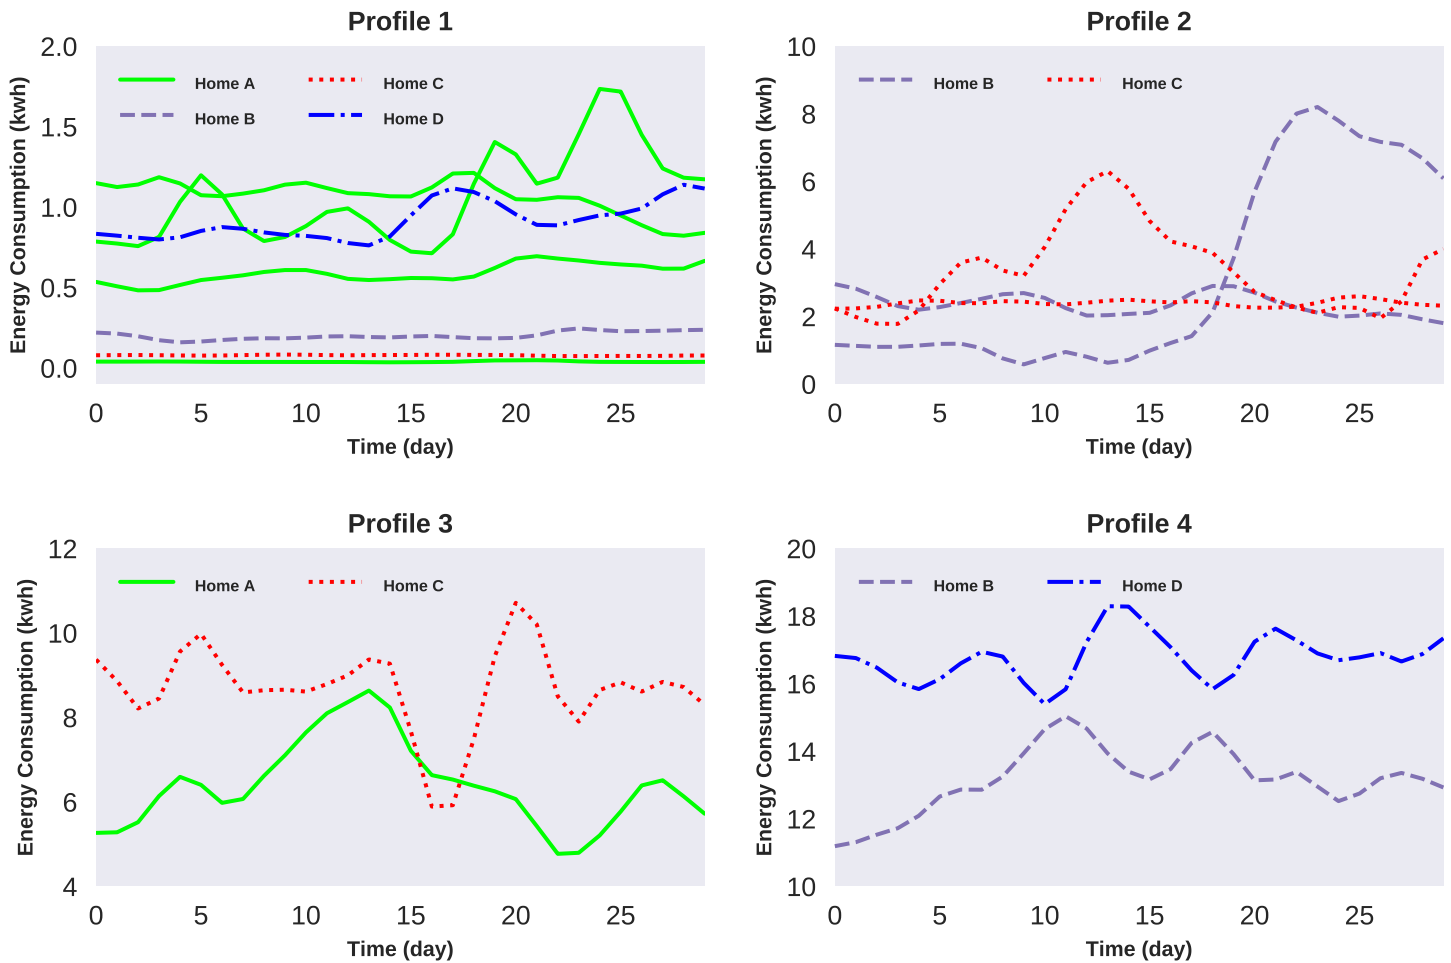 Profile 1
Energy Consumption (kwh)
2.0
1.5
1.0
0.5
0.0
Home A
Home B
Home C
Home D
0 5 10 15 20 25
Time (day)
Profile 2
Energy Consumption (kwh)
10
8
6
4
2
0
Home B
Home C
0 5 10 15 20 25
Time (day)
Profile 3
Energy Consumption (kwh)
12
10
8
6
4
Home A
Home C
0 5 10 15 20 25
Time (day)
Profile 4
Energy Consumption (kwh)
20
18
16
14
12
10
Home B
Home D
0 5 10 15 20 25
Time (day)